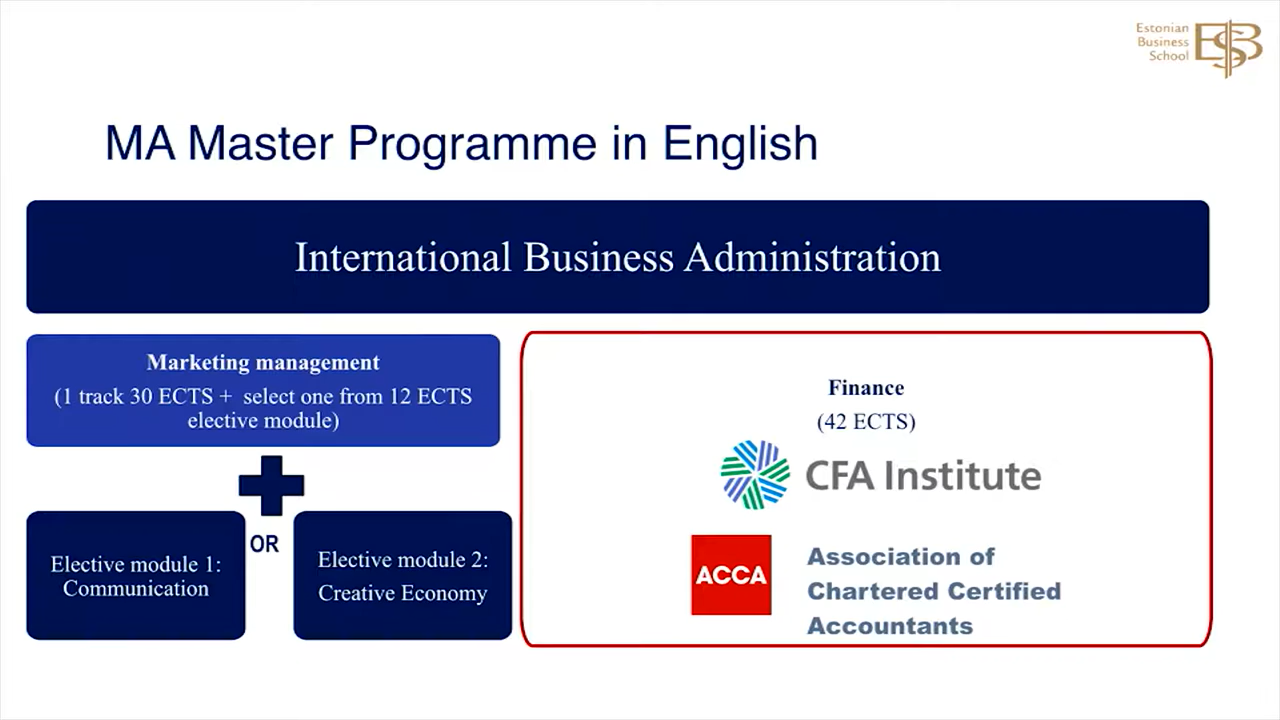 Estonian
Business
School
EBS
MA Master Programme in English
International Business Administration
Marketing management
(1 track 30 ECTS + select one from 12 ECTS
elective module)
OR
Elective module 1:
Communication
Elective module 2:
Creative Economy
Finance
(42 ECTS)
CFA Institute
ACCA
Association of
Chartered Certified
Accountants